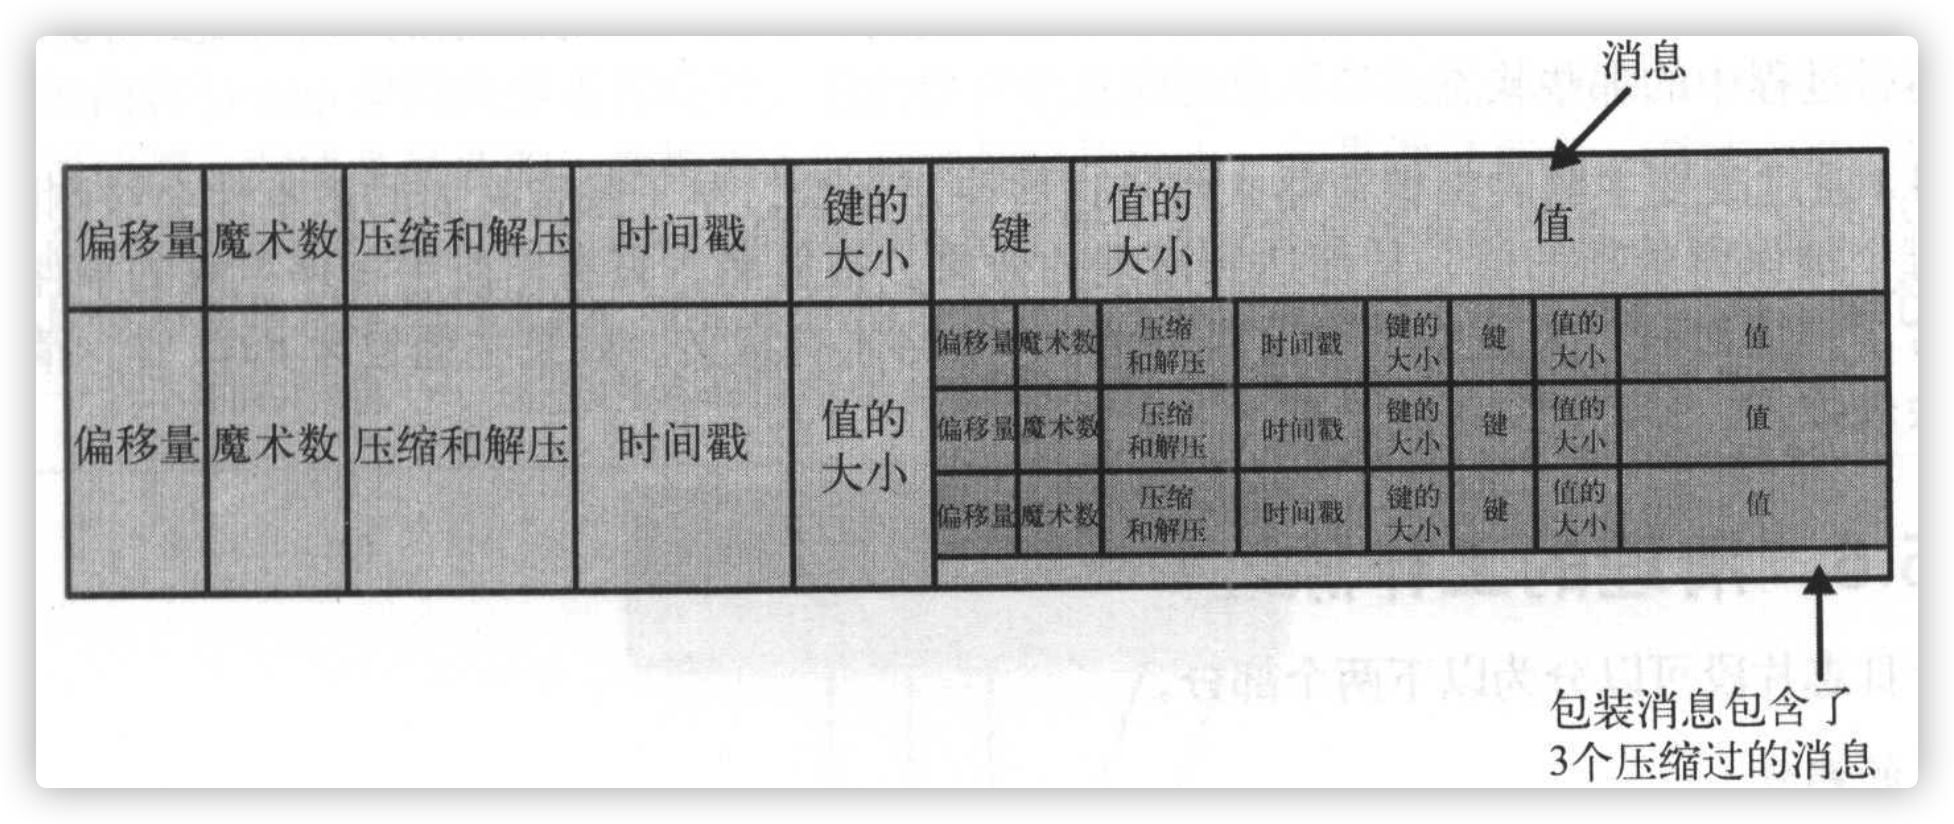 消息
偏移量 魔术数 压缩和解压 时间戳 键的大小 键 值的大小 值
偏移量 魔术数 压缩和解压 时间戳 值的大小
偏移量 魔术数 压缩和解压 时间戳 键的大小 键 值的大小 值
偏移量 魔术数 压缩和解压 时间戳 键的大小 键 值的大小 值
偏移量 魔术数 压缩和解压 时间戳 键的大小 键 值的大小 值
包装消息包含了
3个压缩过的消息